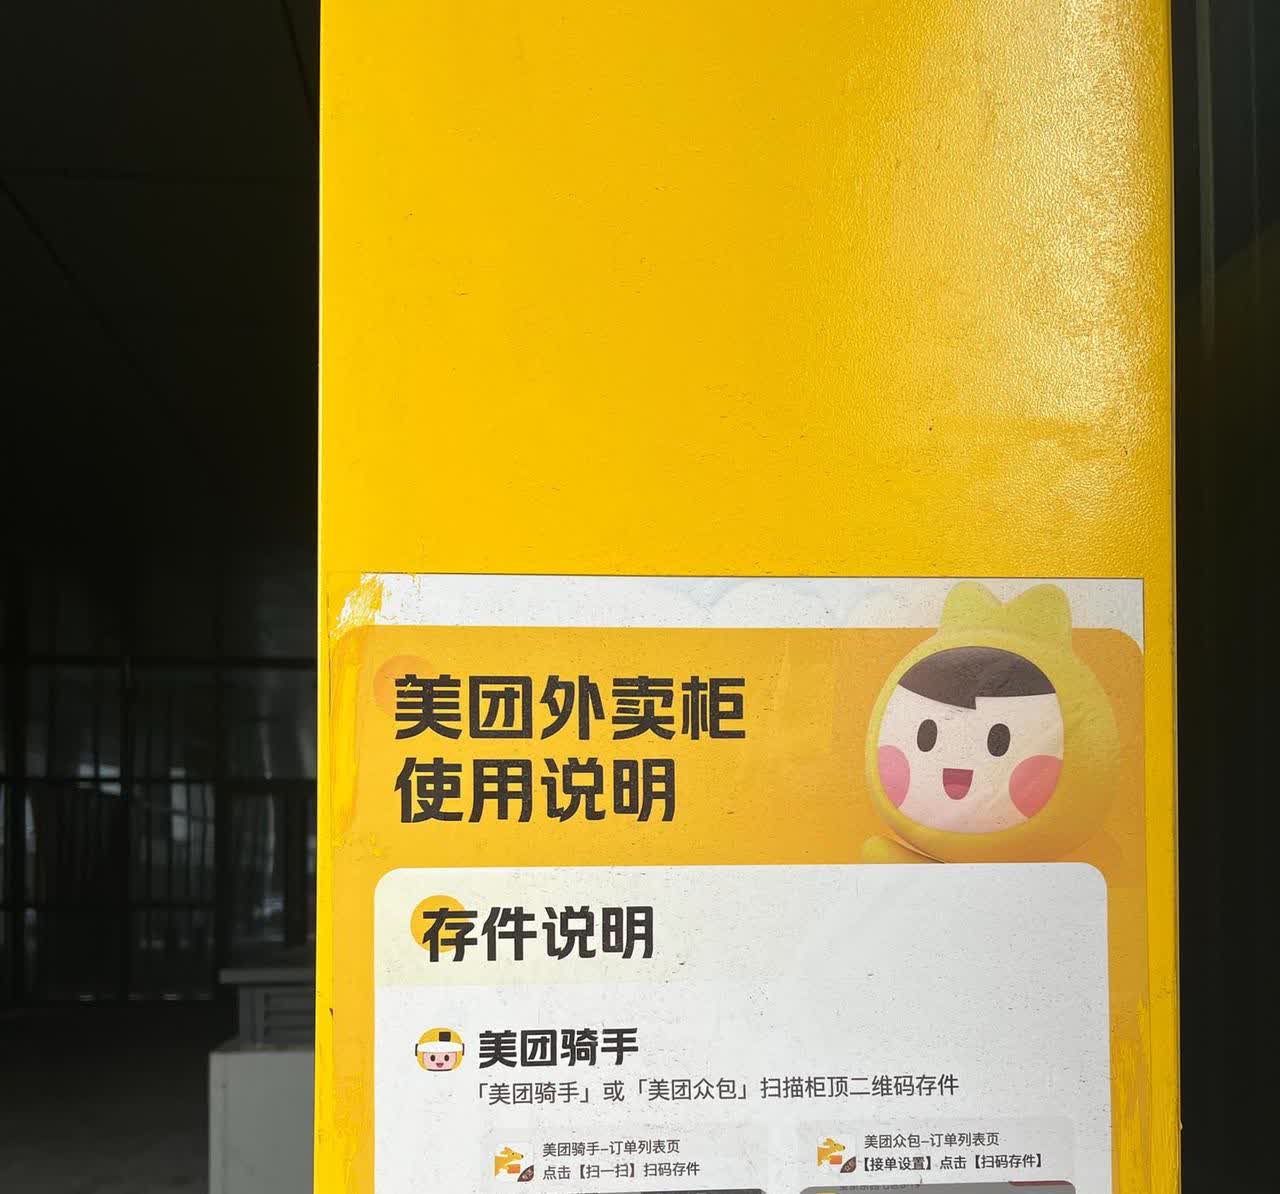 美团外卖柜
使用说明
存件说明
美团骑手
「美团骑手」或「美团众包」扫描柜顶二维码存件
美团骑手-订单列表页
点击【扫一扫】扫码存件
美团众包-订单列表页
【接单设置】点击【扫码存件】